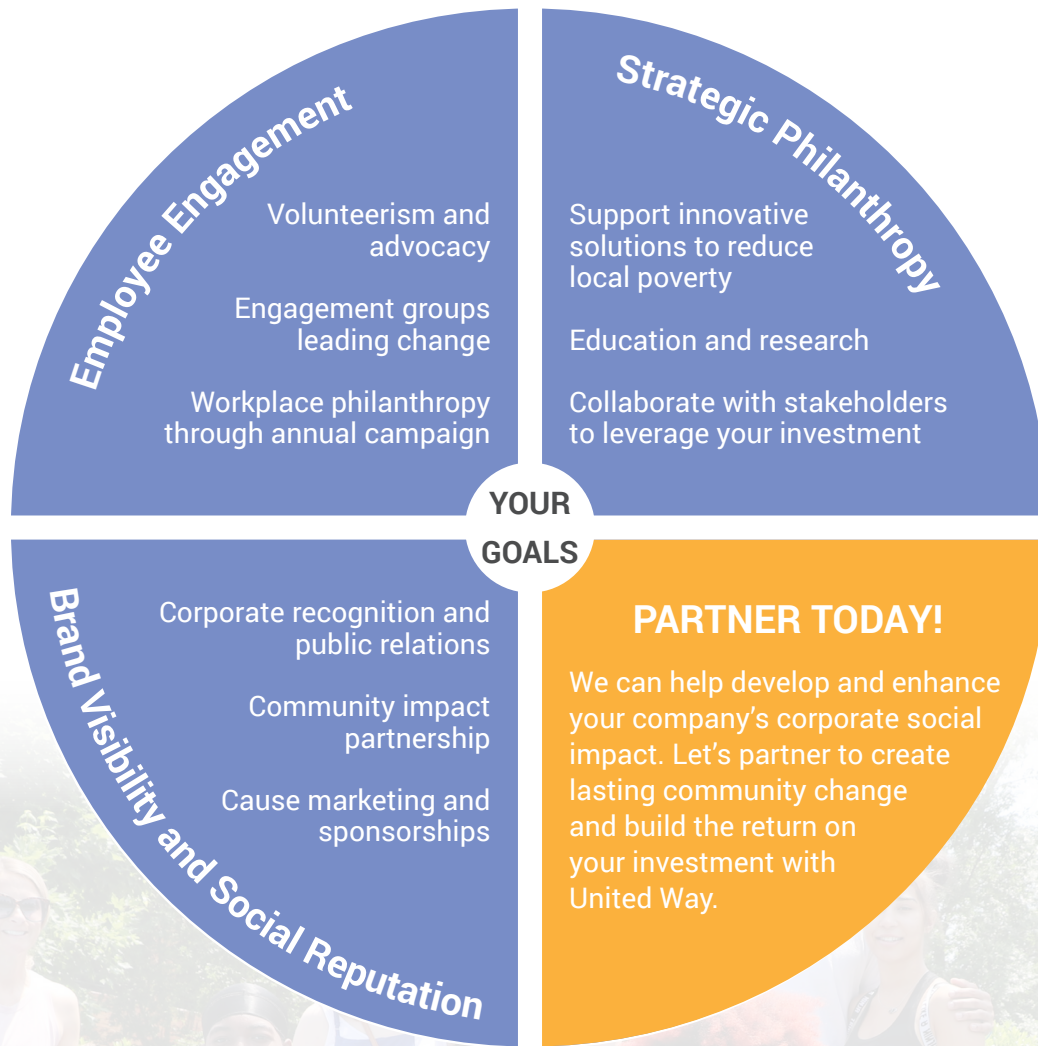 Employee Engagement
Volunteerism and
advocacy
Engagement groups
leading change
Workplace philanthropy
through annual campaign
Strategic Philanthropy
Support innovative
solutions to reduce
local poverty
Education and research
Collaborate with stakeholders
to leverage your investment
YOUR
GOALS
Brand Visibility and Social Reputation
Corporate recognition and
public relations
Community impact
partnership
Cause marketing and
sponsorships
PARTNER TODAY!
We can help develop and enhance
your company’s corporate social
impact. Let’s partner to create
lasting community change
and build the return on
your investment with
United Way.